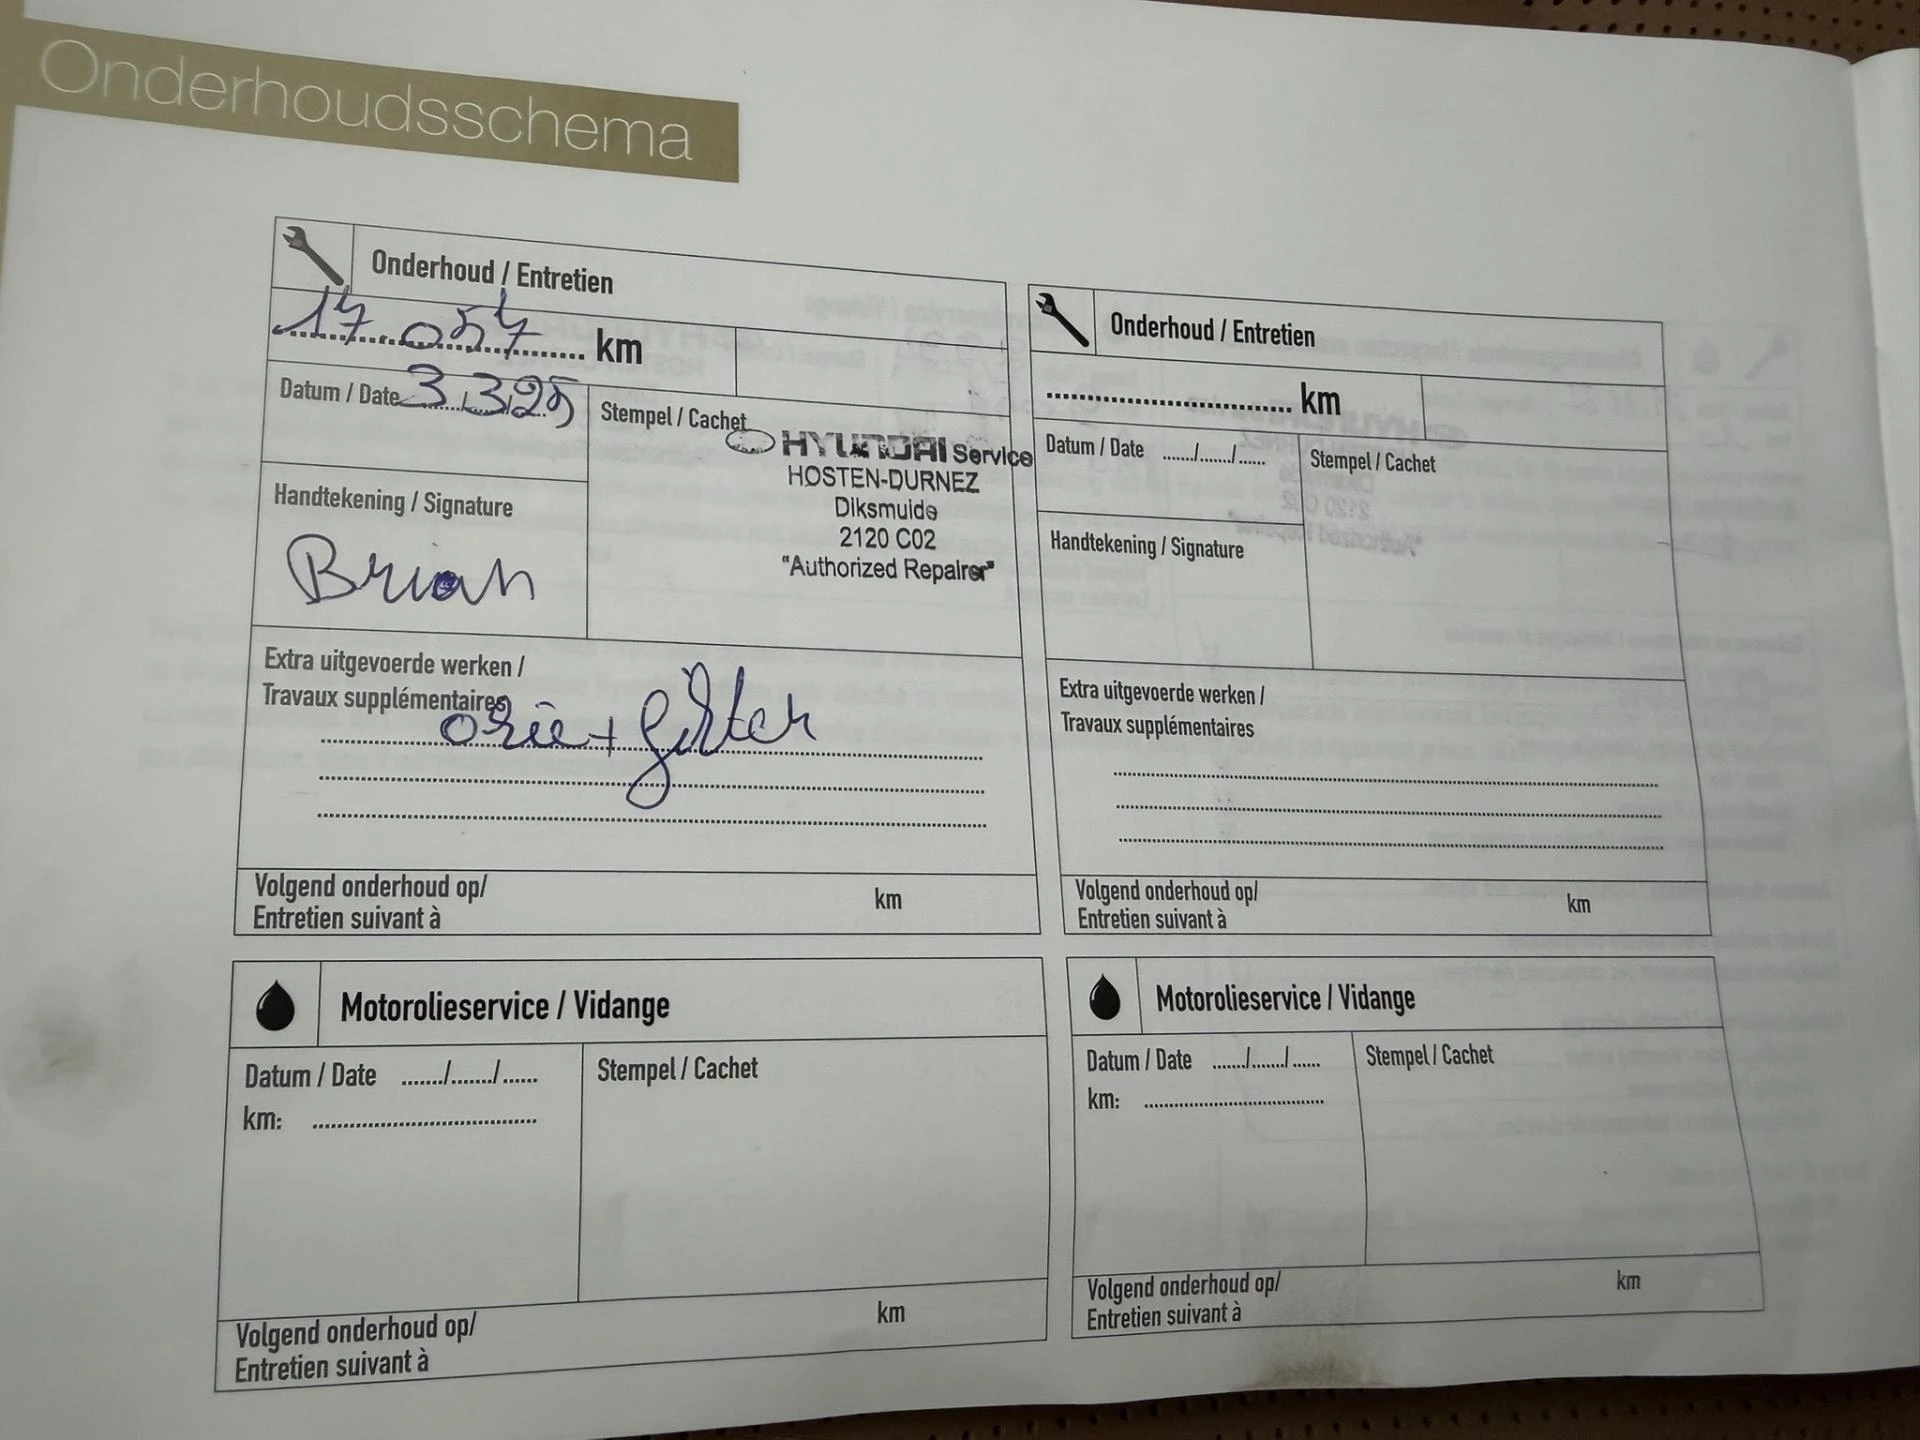 Onderhoudsschema
Onderhoud / Entretien
17.057 km
Datum / Date 3.3.25
Stempel / Cachet
HYUNDAI Service
HOSTEN-DURNEZ
Diksmuide
2120 C02
"Authorized Repairer"
Handtekening / Signature
Brian
Extra uitgevoerde werken /
Travaux supplémentaires
olie + filter
Volgend onderhoud op/
Entretien suivant à
km
Onderhoud / Entretien
........................ km
Datum / Date ....../....../......
Stempel / Cachet
Handtekening / Signature
Extra uitgevoerde werken /
Travaux supplémentaires
Volgend onderhoud op/
Entretien suivant à
km
Motorolieservice / Vidange
Datum / Date ....../....../......
Stempel / Cachet
km: ........................
Volgend onderhoud op/
Entretien suivant à
km
Motorolieservice / Vidange
Datum / Date ....../....../......
Stempel / Cachet
km: ........................
Volgend onderhoud op/
Entretien suivant à
km